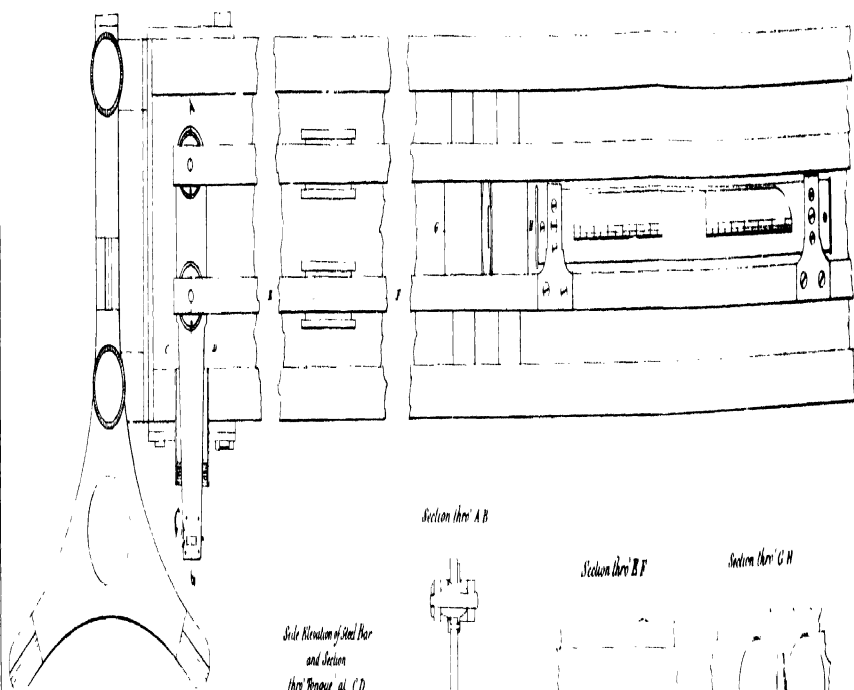 A
G
H
E
F
C
D
b
Section thro' A B
Section thro' E F
Section thro' G H
Side Elevation of Steel Bar
and Section
thro' Tongue at C D